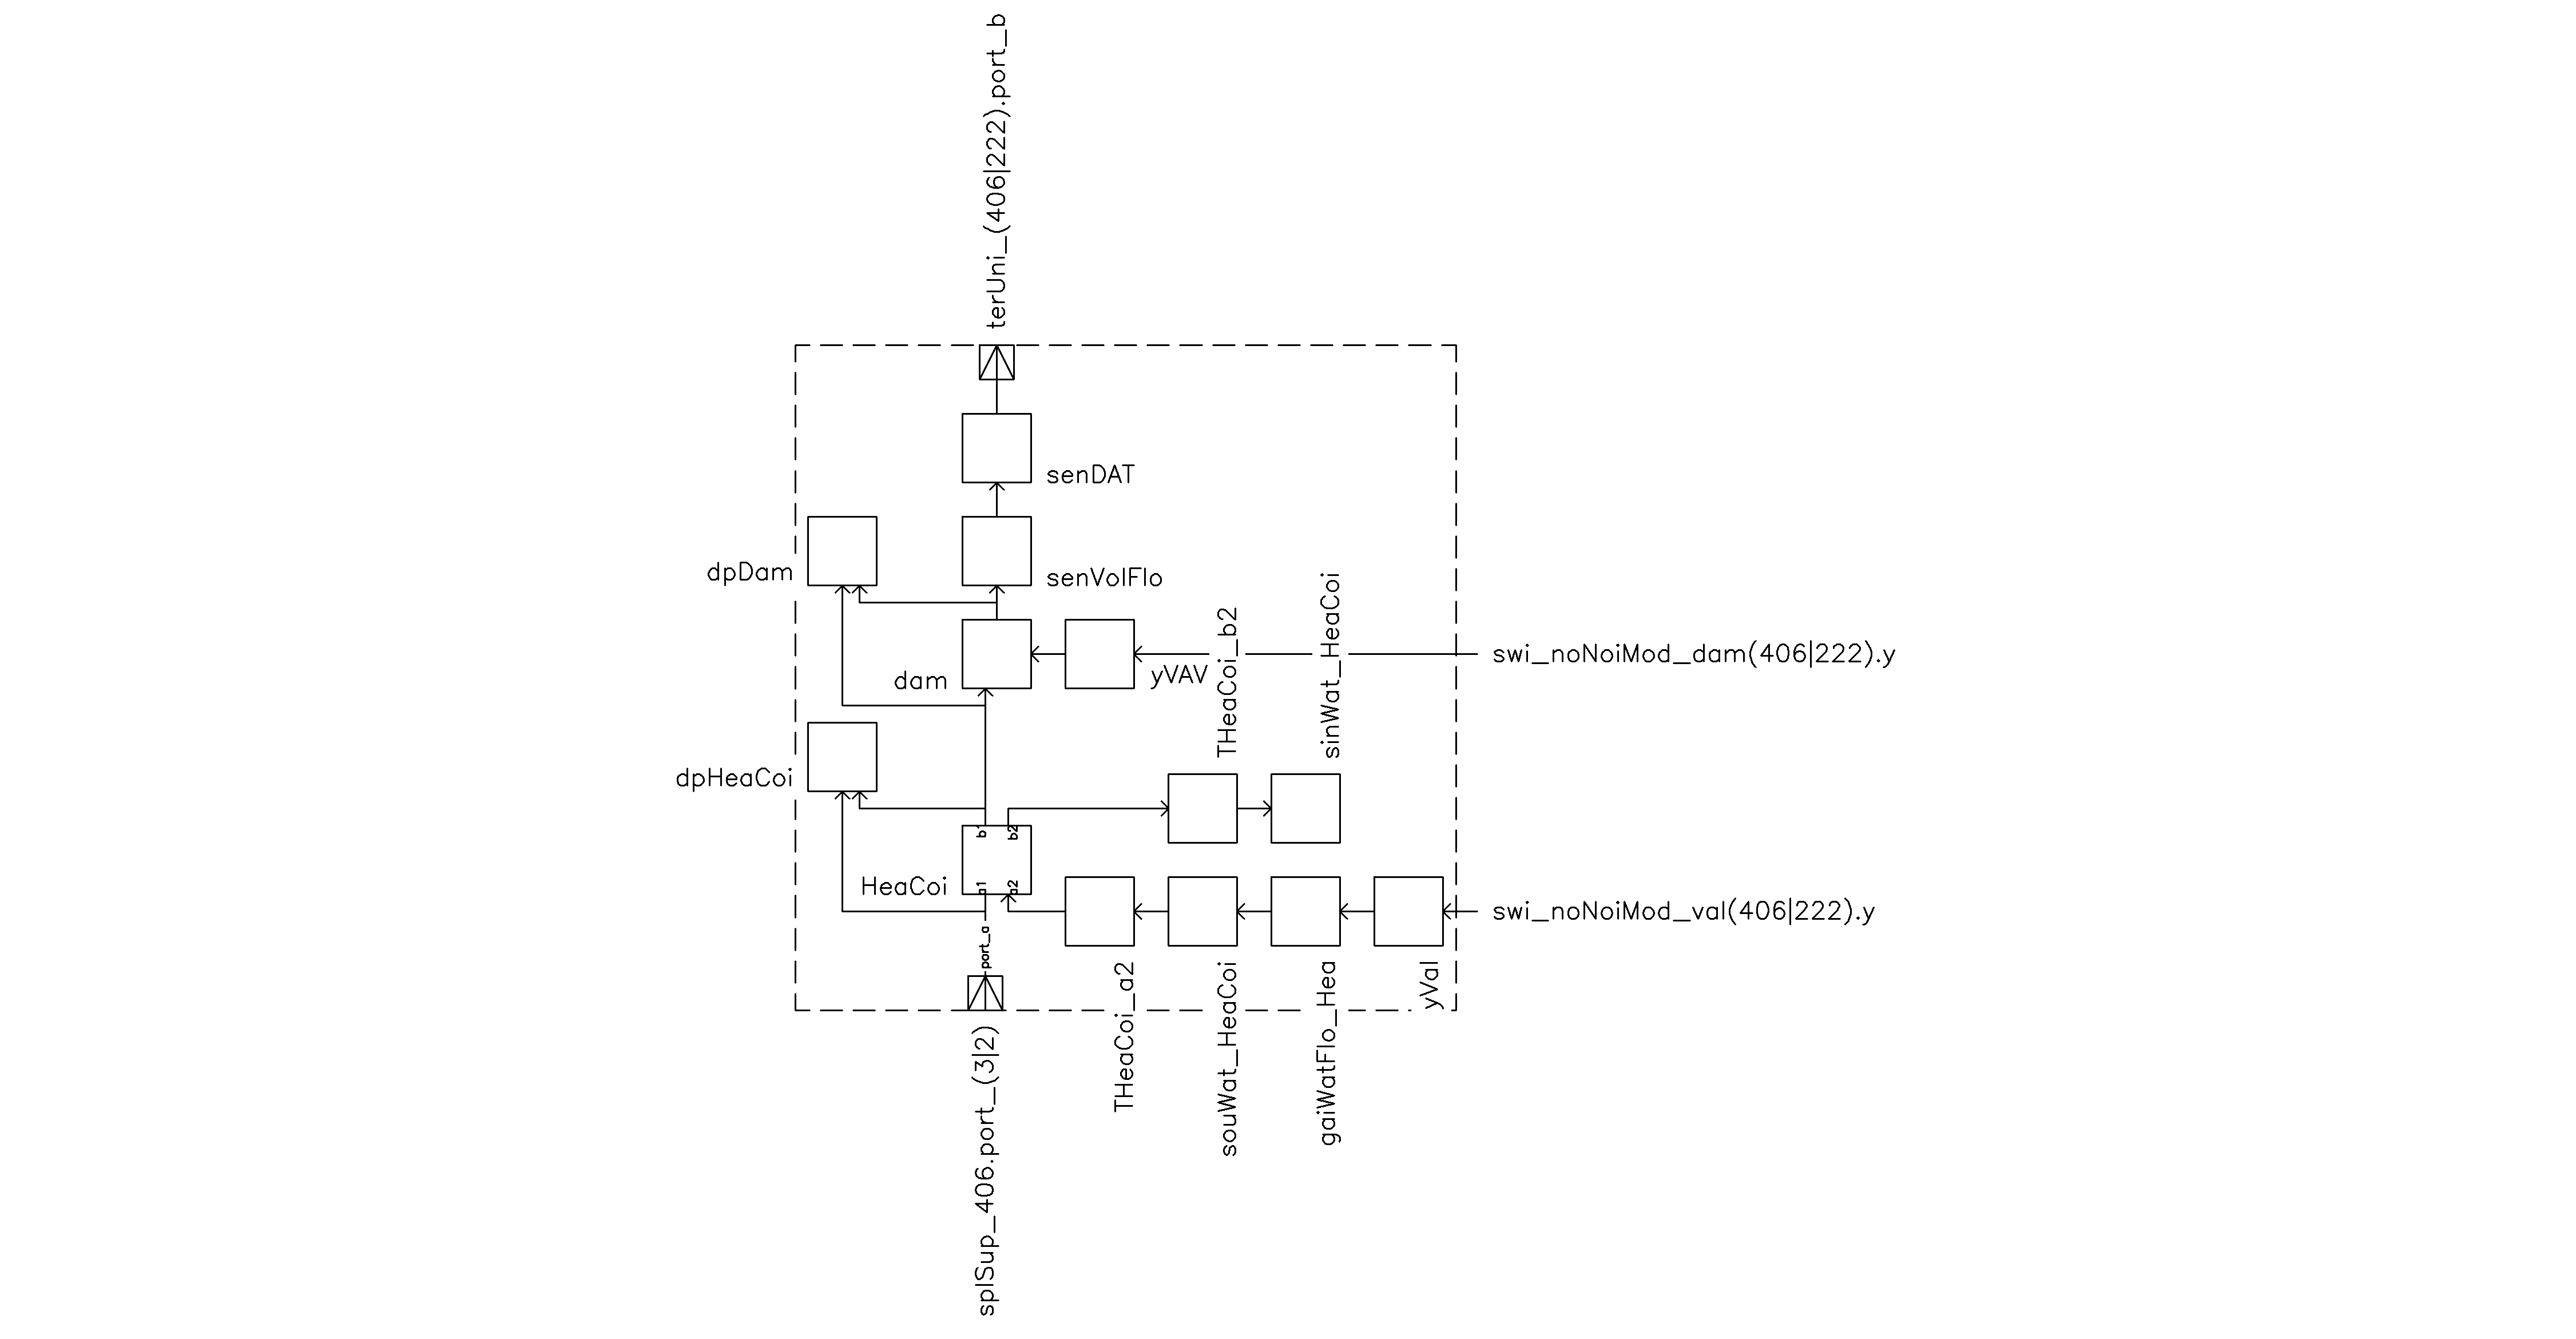 terUni_(406|222).port_b
senDAT
dpDam
senVolFlo
THeaCoi_b2
sinWat_HeaCoi
swi_noNoiMod_dam(406|222).y
dam
yVAV
dpHeaCoi
b1
b2
HeaCoi
a1
a2
swi_noNoiMod_val(406|222).y
port_a
THeaCoi_a2
souWat_HeaCoi
gaiWatFlo_Hea
yVal
splSup_406.port_(3|2)